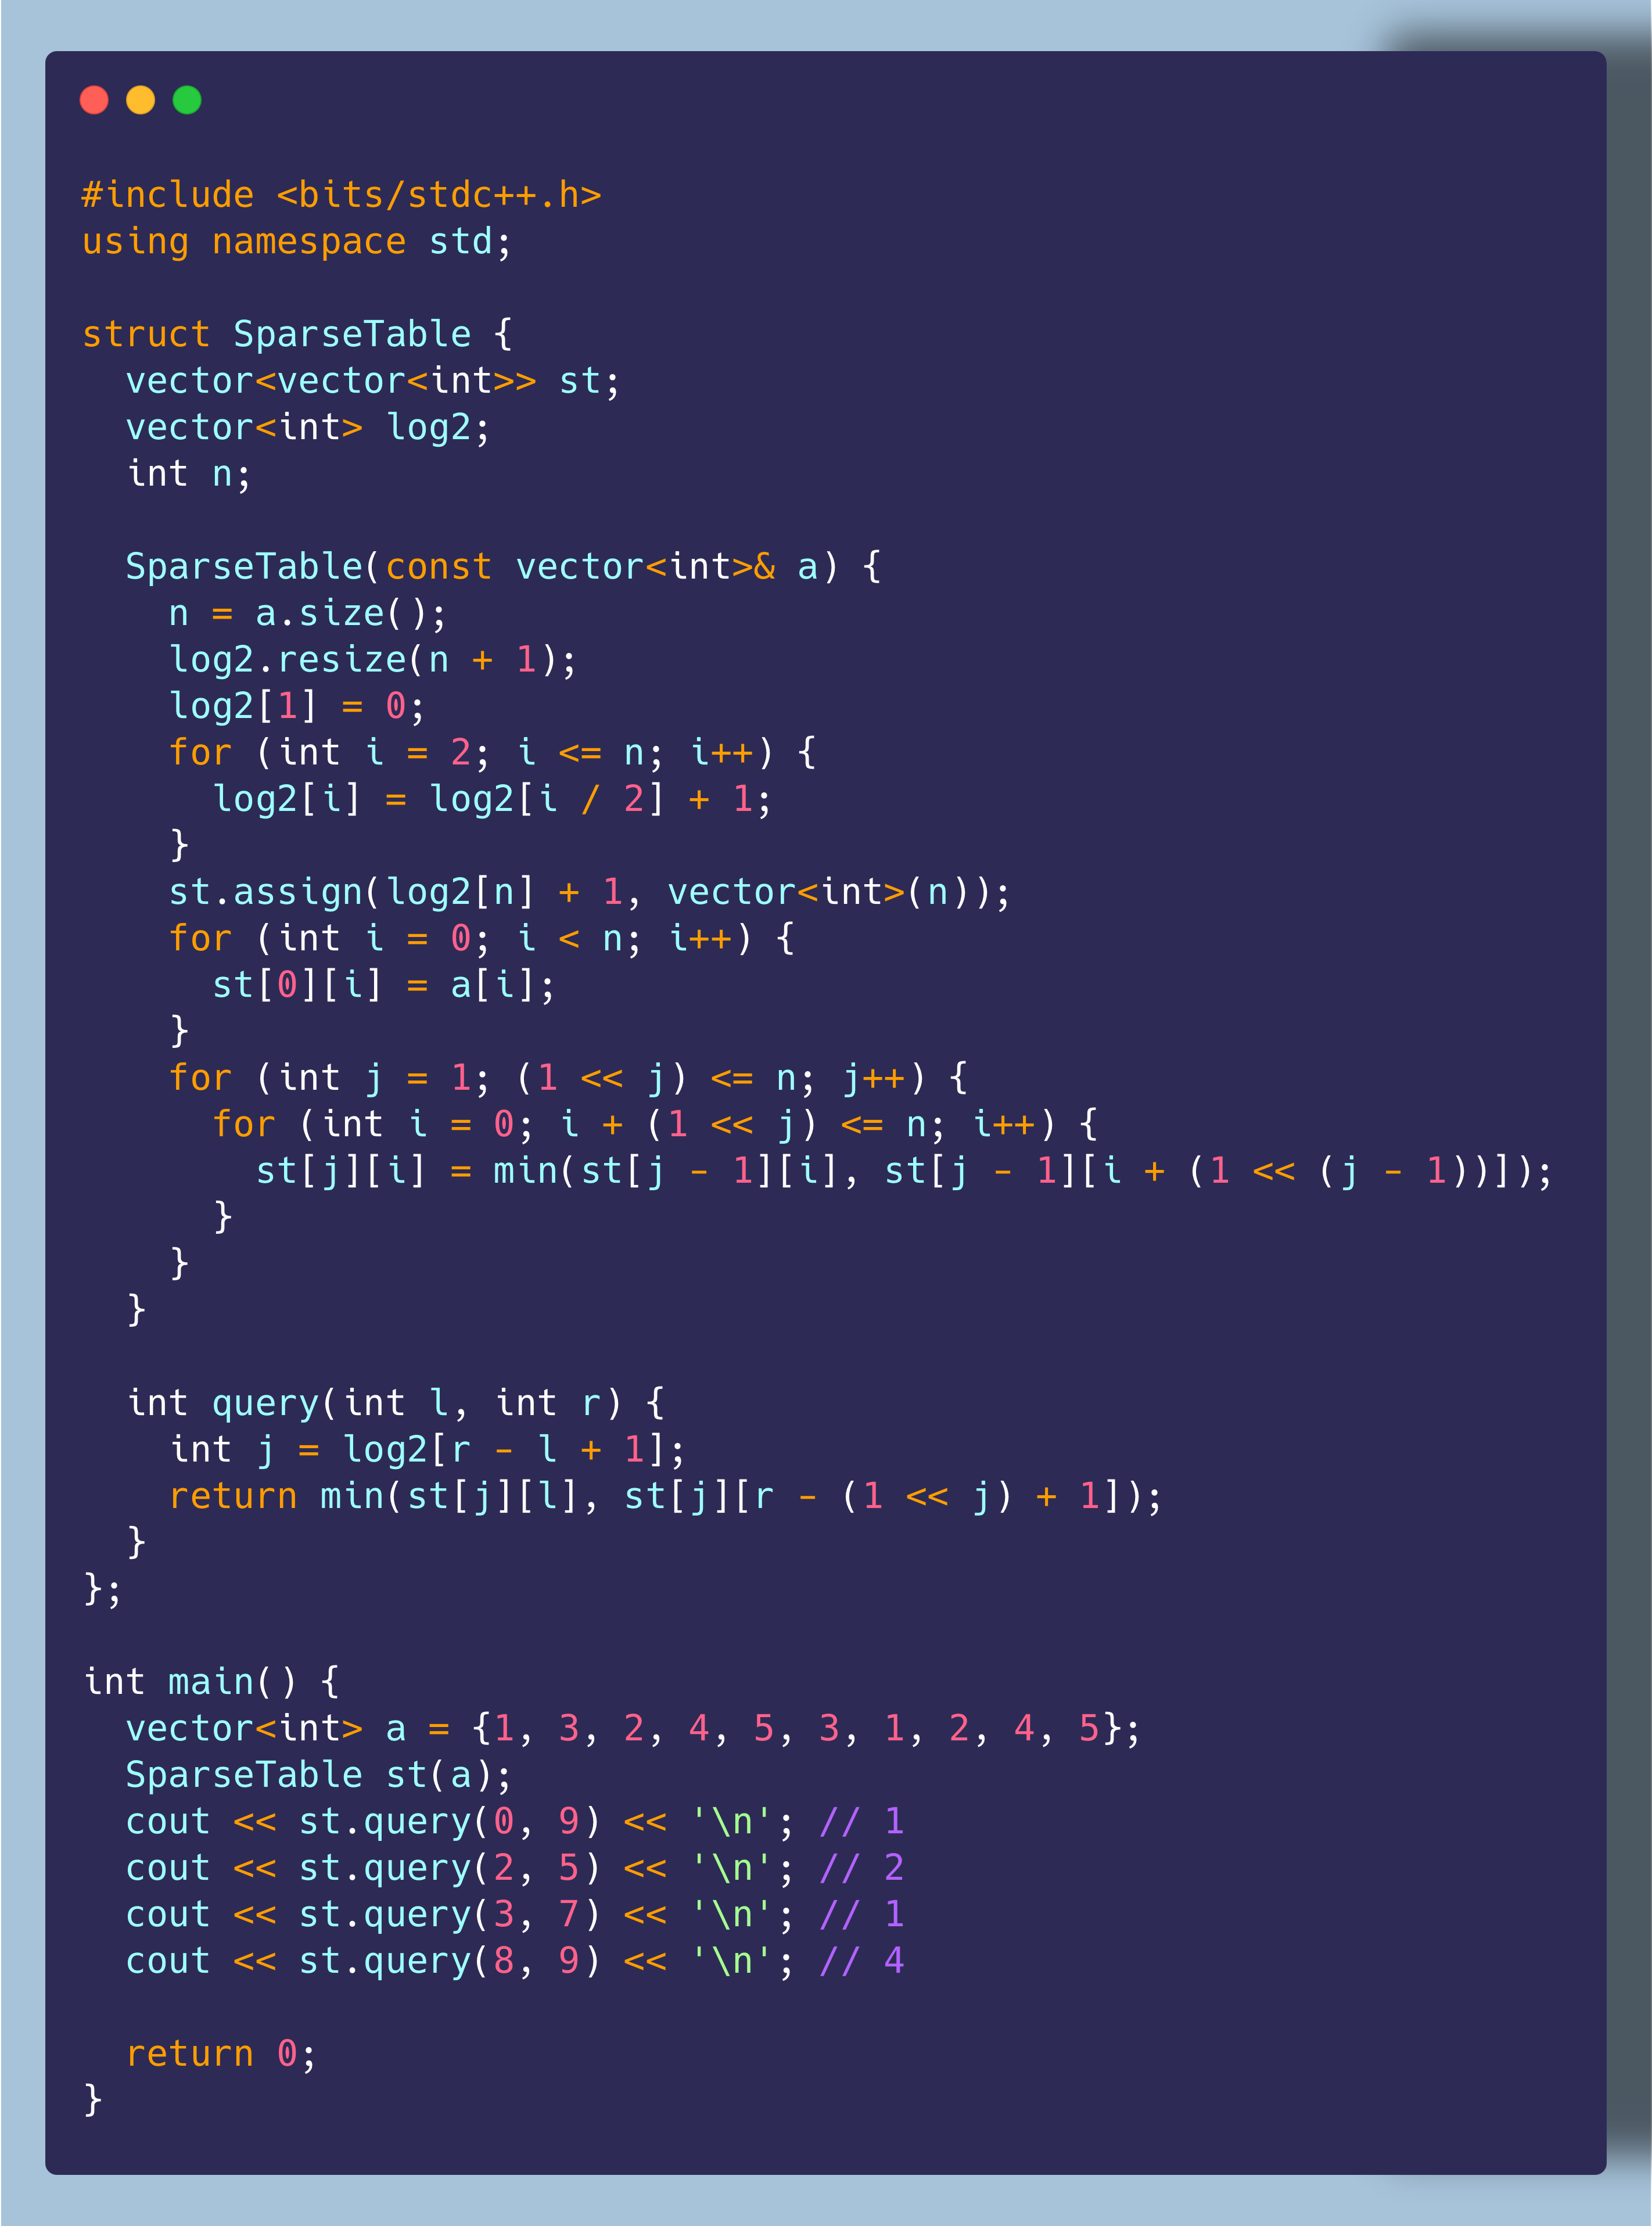 #include <bits/stdc++.h>
using namespace std;

struct SparseTable {
  vector<vector<int>> st;
  vector<int> log2;
  int n;

  SparseTable(const vector<int>& a) {
    n = a.size();
    log2.resize(n + 1);
    log2[1] = 0;
    for (int i = 2; i <= n; i++) {
      log2[i] = log2[i / 2] + 1;
    }
    st.assign(log2[n] + 1, vector<int>(n));
    for (int i = 0; i < n; i++) {
      st[0][i] = a[i];
    }
    for (int j = 1; (1 << j) <= n; j++) {
      for (int i = 0; i + (1 << j) <= n; i++) {
        st[j][i] = min(st[j - 1][i], st[j - 1][i + (1 << (j - 1))]);
      }
    }
  }

  int query(int l, int r) {
    int j = log2[r - l + 1];
    return min(st[j][l], st[j][r - (1 << j) + 1]);
  }
};

int main() {
  vector<int> a = {1, 3, 2, 4, 5, 3, 1, 2, 4, 5};
  SparseTable st(a);
  cout << st.query(0, 9) << '\n'; // 1
  cout << st.query(2, 5) << '\n'; // 2
  cout << st.query(3, 7) << '\n'; // 1
  cout << st.query(8, 9) << '\n'; // 4

  return 0;
}